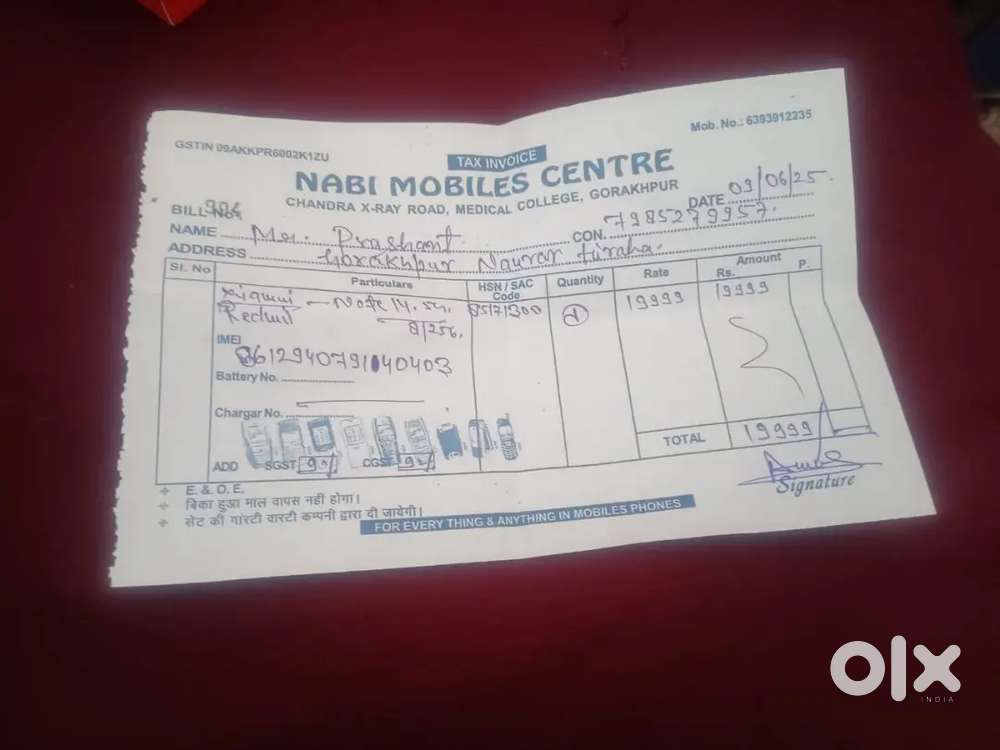 Mob. No.: 6393912235
GSTIN 09AKKPR6002K1ZU
TAX INVOICE
NABI MOBILES CENTRE
CHANDRA X-RAY ROAD, MEDICAL COLLEGE, GORAKHPUR
BILL No. DATE 09/06/25.
NAME Mr. Prashant. CON. 7985279957.
ADDRESS Gorakhpur
Sl. No Particulars HSN / SAC Code Quantity Rate Amount Rs. P.
Xiaomi — Note 14. 85171300 1 19999 19999
Redmi 8/256.
IMEI
8612940791040403
Battery No.
Chargar No.
ADD SGST 9% CGST 9%
TOTAL 19999/
E. & O. E.
बिका हुआ माल वापस नहीं होगा।
सेट की गारंटी वारंटी कम्पनी द्वारा दी जायेगी।
Signature
FOR EVERY THING & ANYTHING IN MOBILES PHONES
olx
INDIA